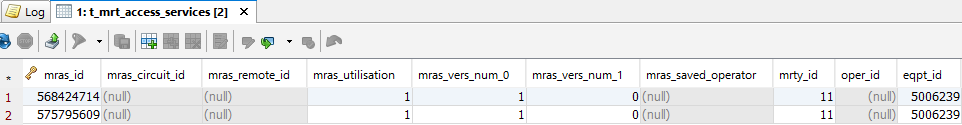 Log 1: t_mrt_access_services [2] ×
* mras_id mras_circuit_id mras_remote_id mras_utilisation mras_vers_num_0 mras_vers_num_1 mras_saved_operator mrty_id oper_id eqpt_id
1 568424714 (null) (null) 1 1 0 (null) 11 (null) 5006239
2 575795609 (null) (null) 1 1 0 (null) 11 (null) 5006239